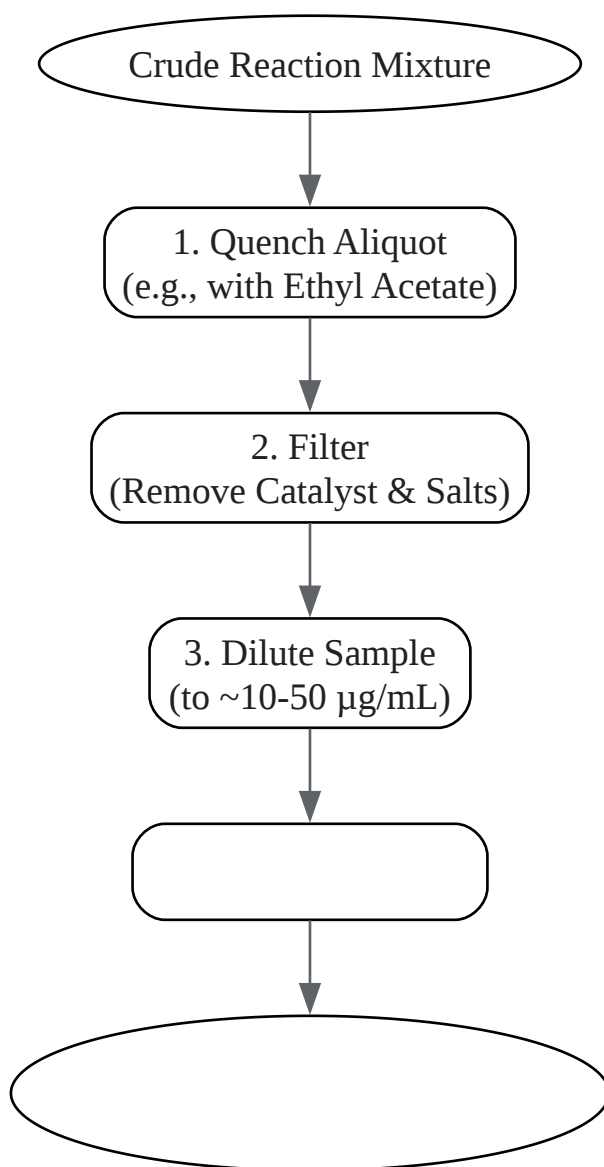 Crude Reaction Mixture
1. Quench Aliquot
(e.g., with Ethyl Acetate)
2. Filter
(Remove Catalyst & Salts)
3. Dilute Sample
(to ~10-50 µg/mL)